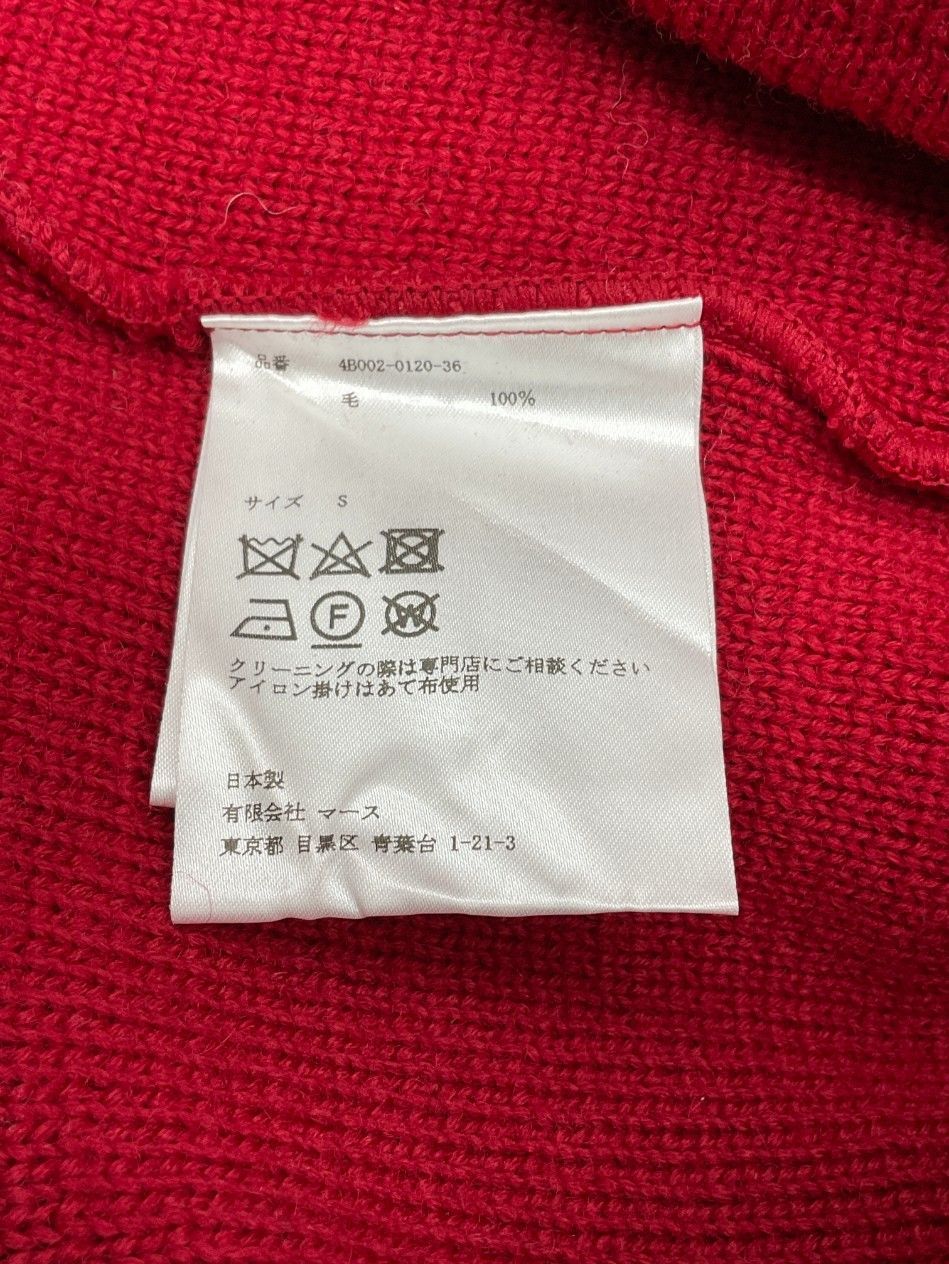 品番 4B002-0120-36
毛 100%
サイズ S
F
W
クリーニングの際は専門店にご相談ください
アイロン掛けはあて布使用
日本製
有限会社 マース
東京都 目黒区 青葉台 1-21-3